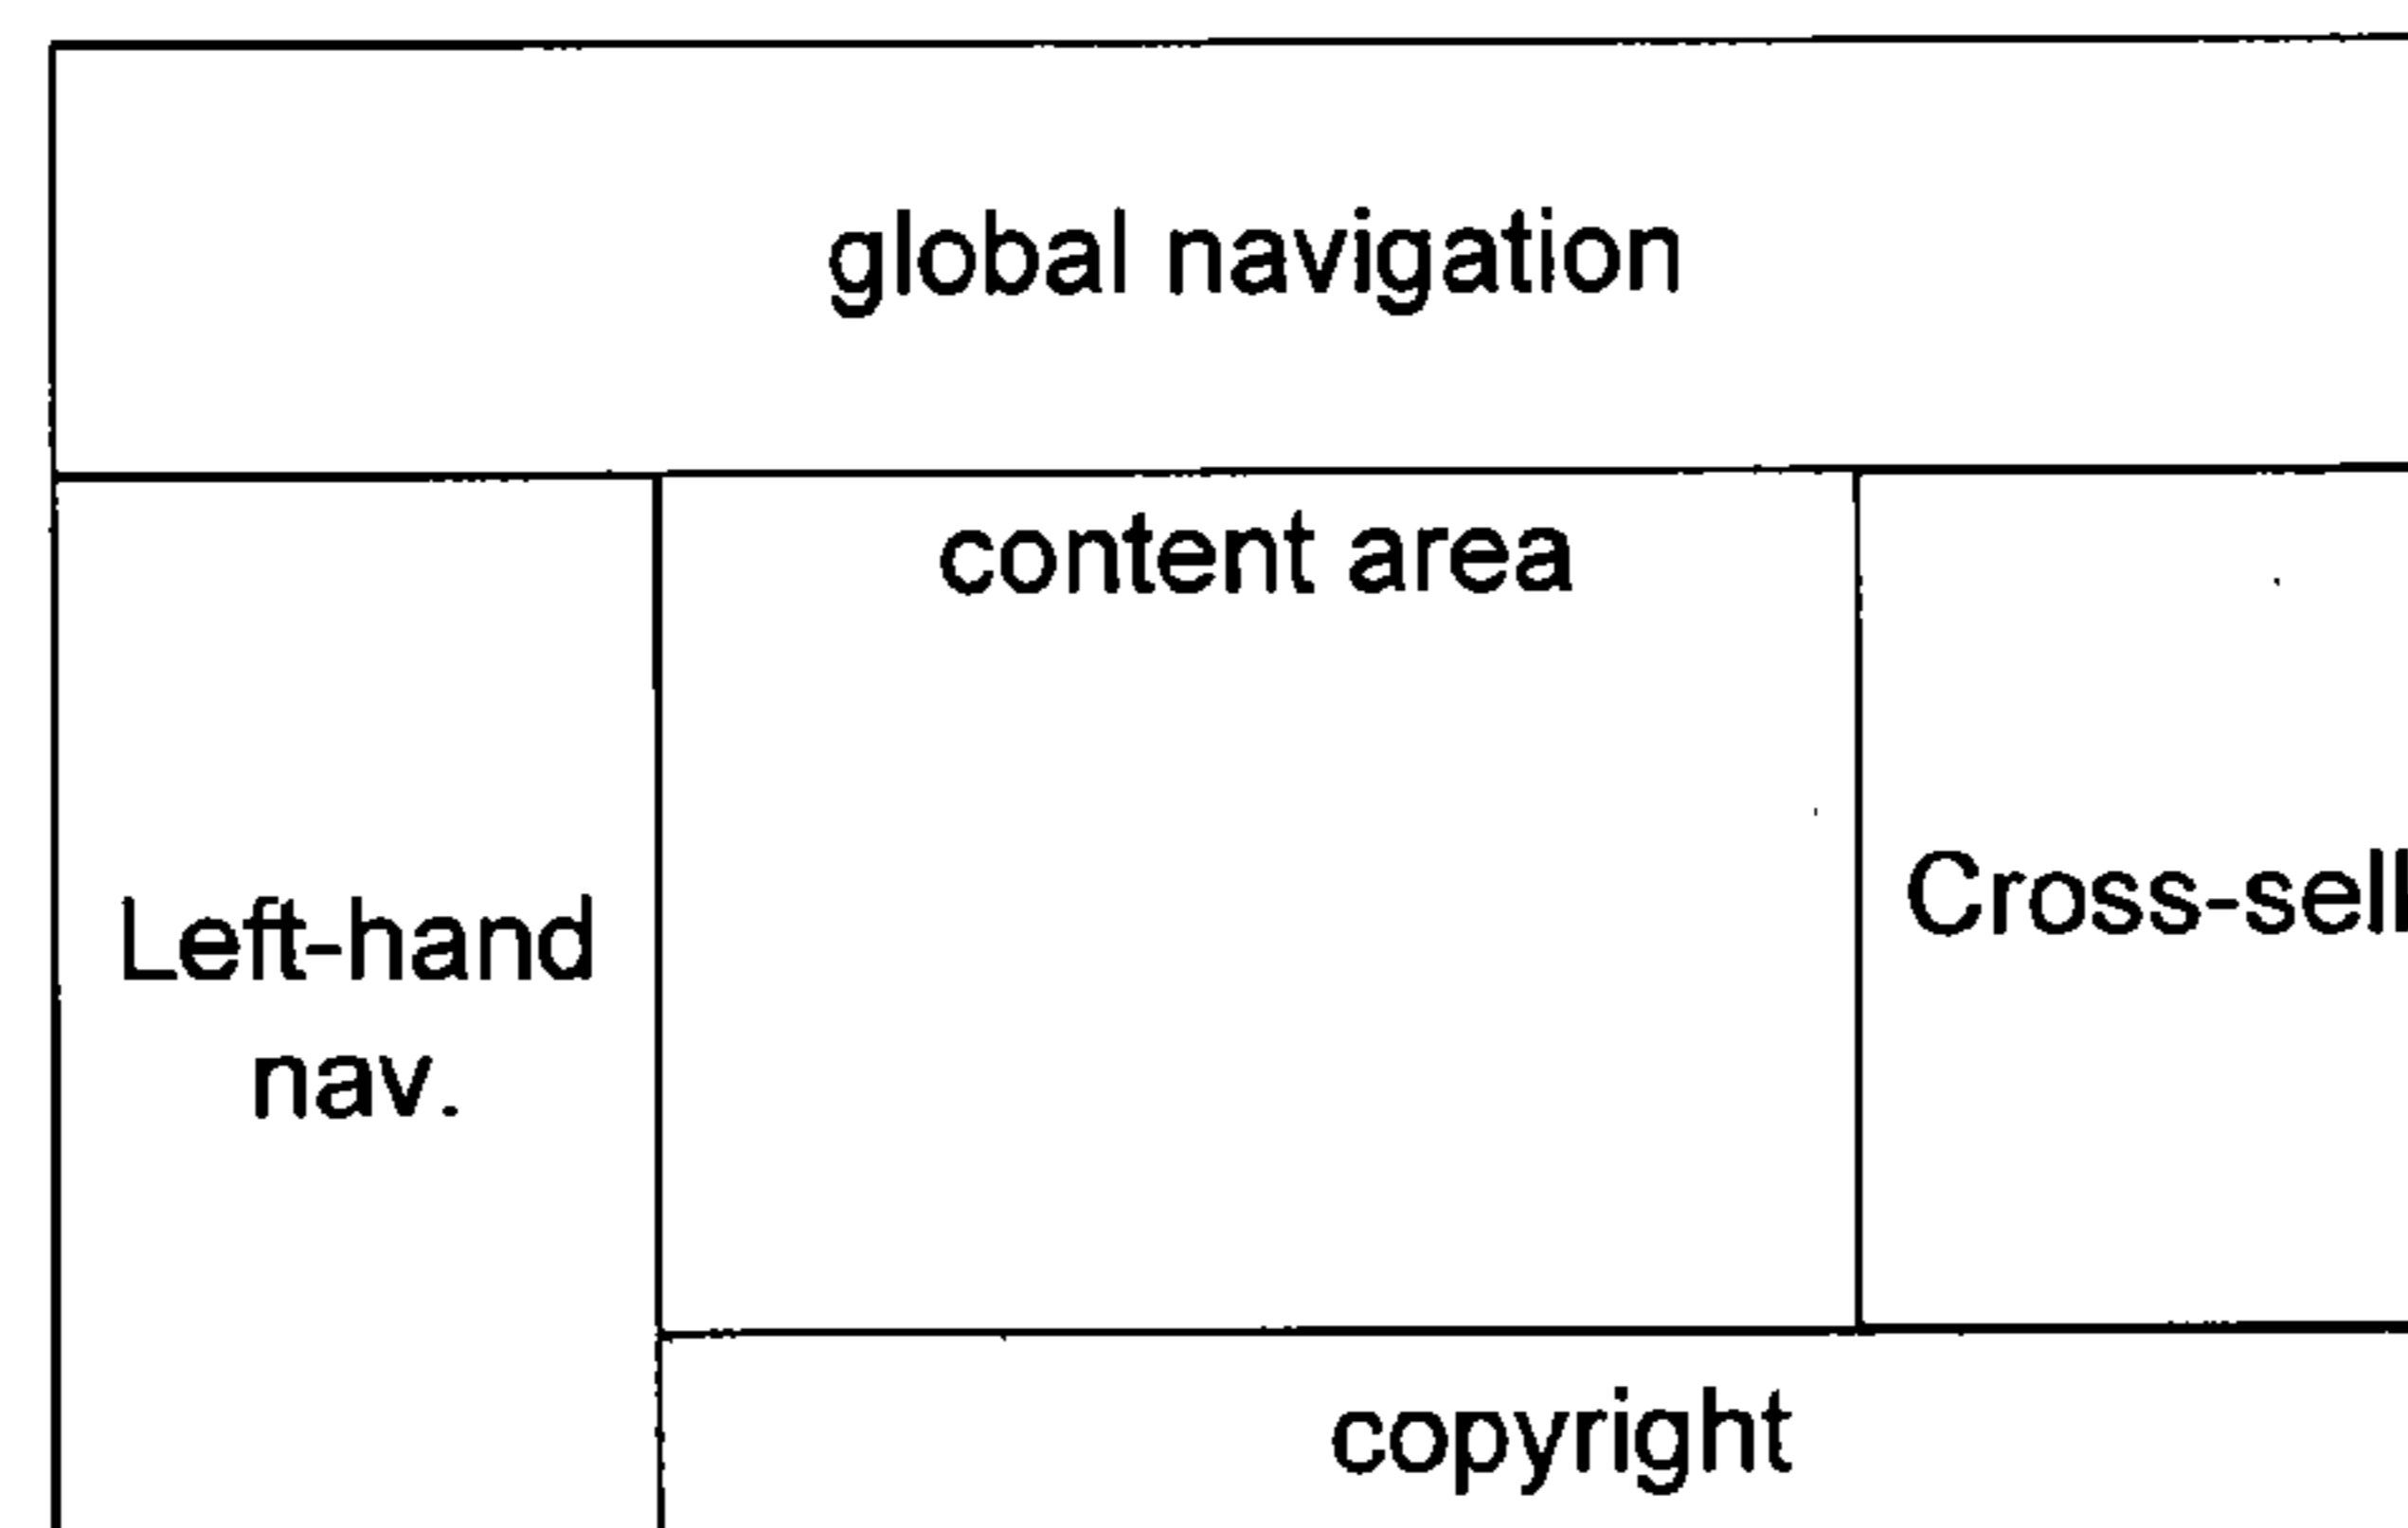 global navigation
content area
Left-hand
nav.
Cross-sell
copyright